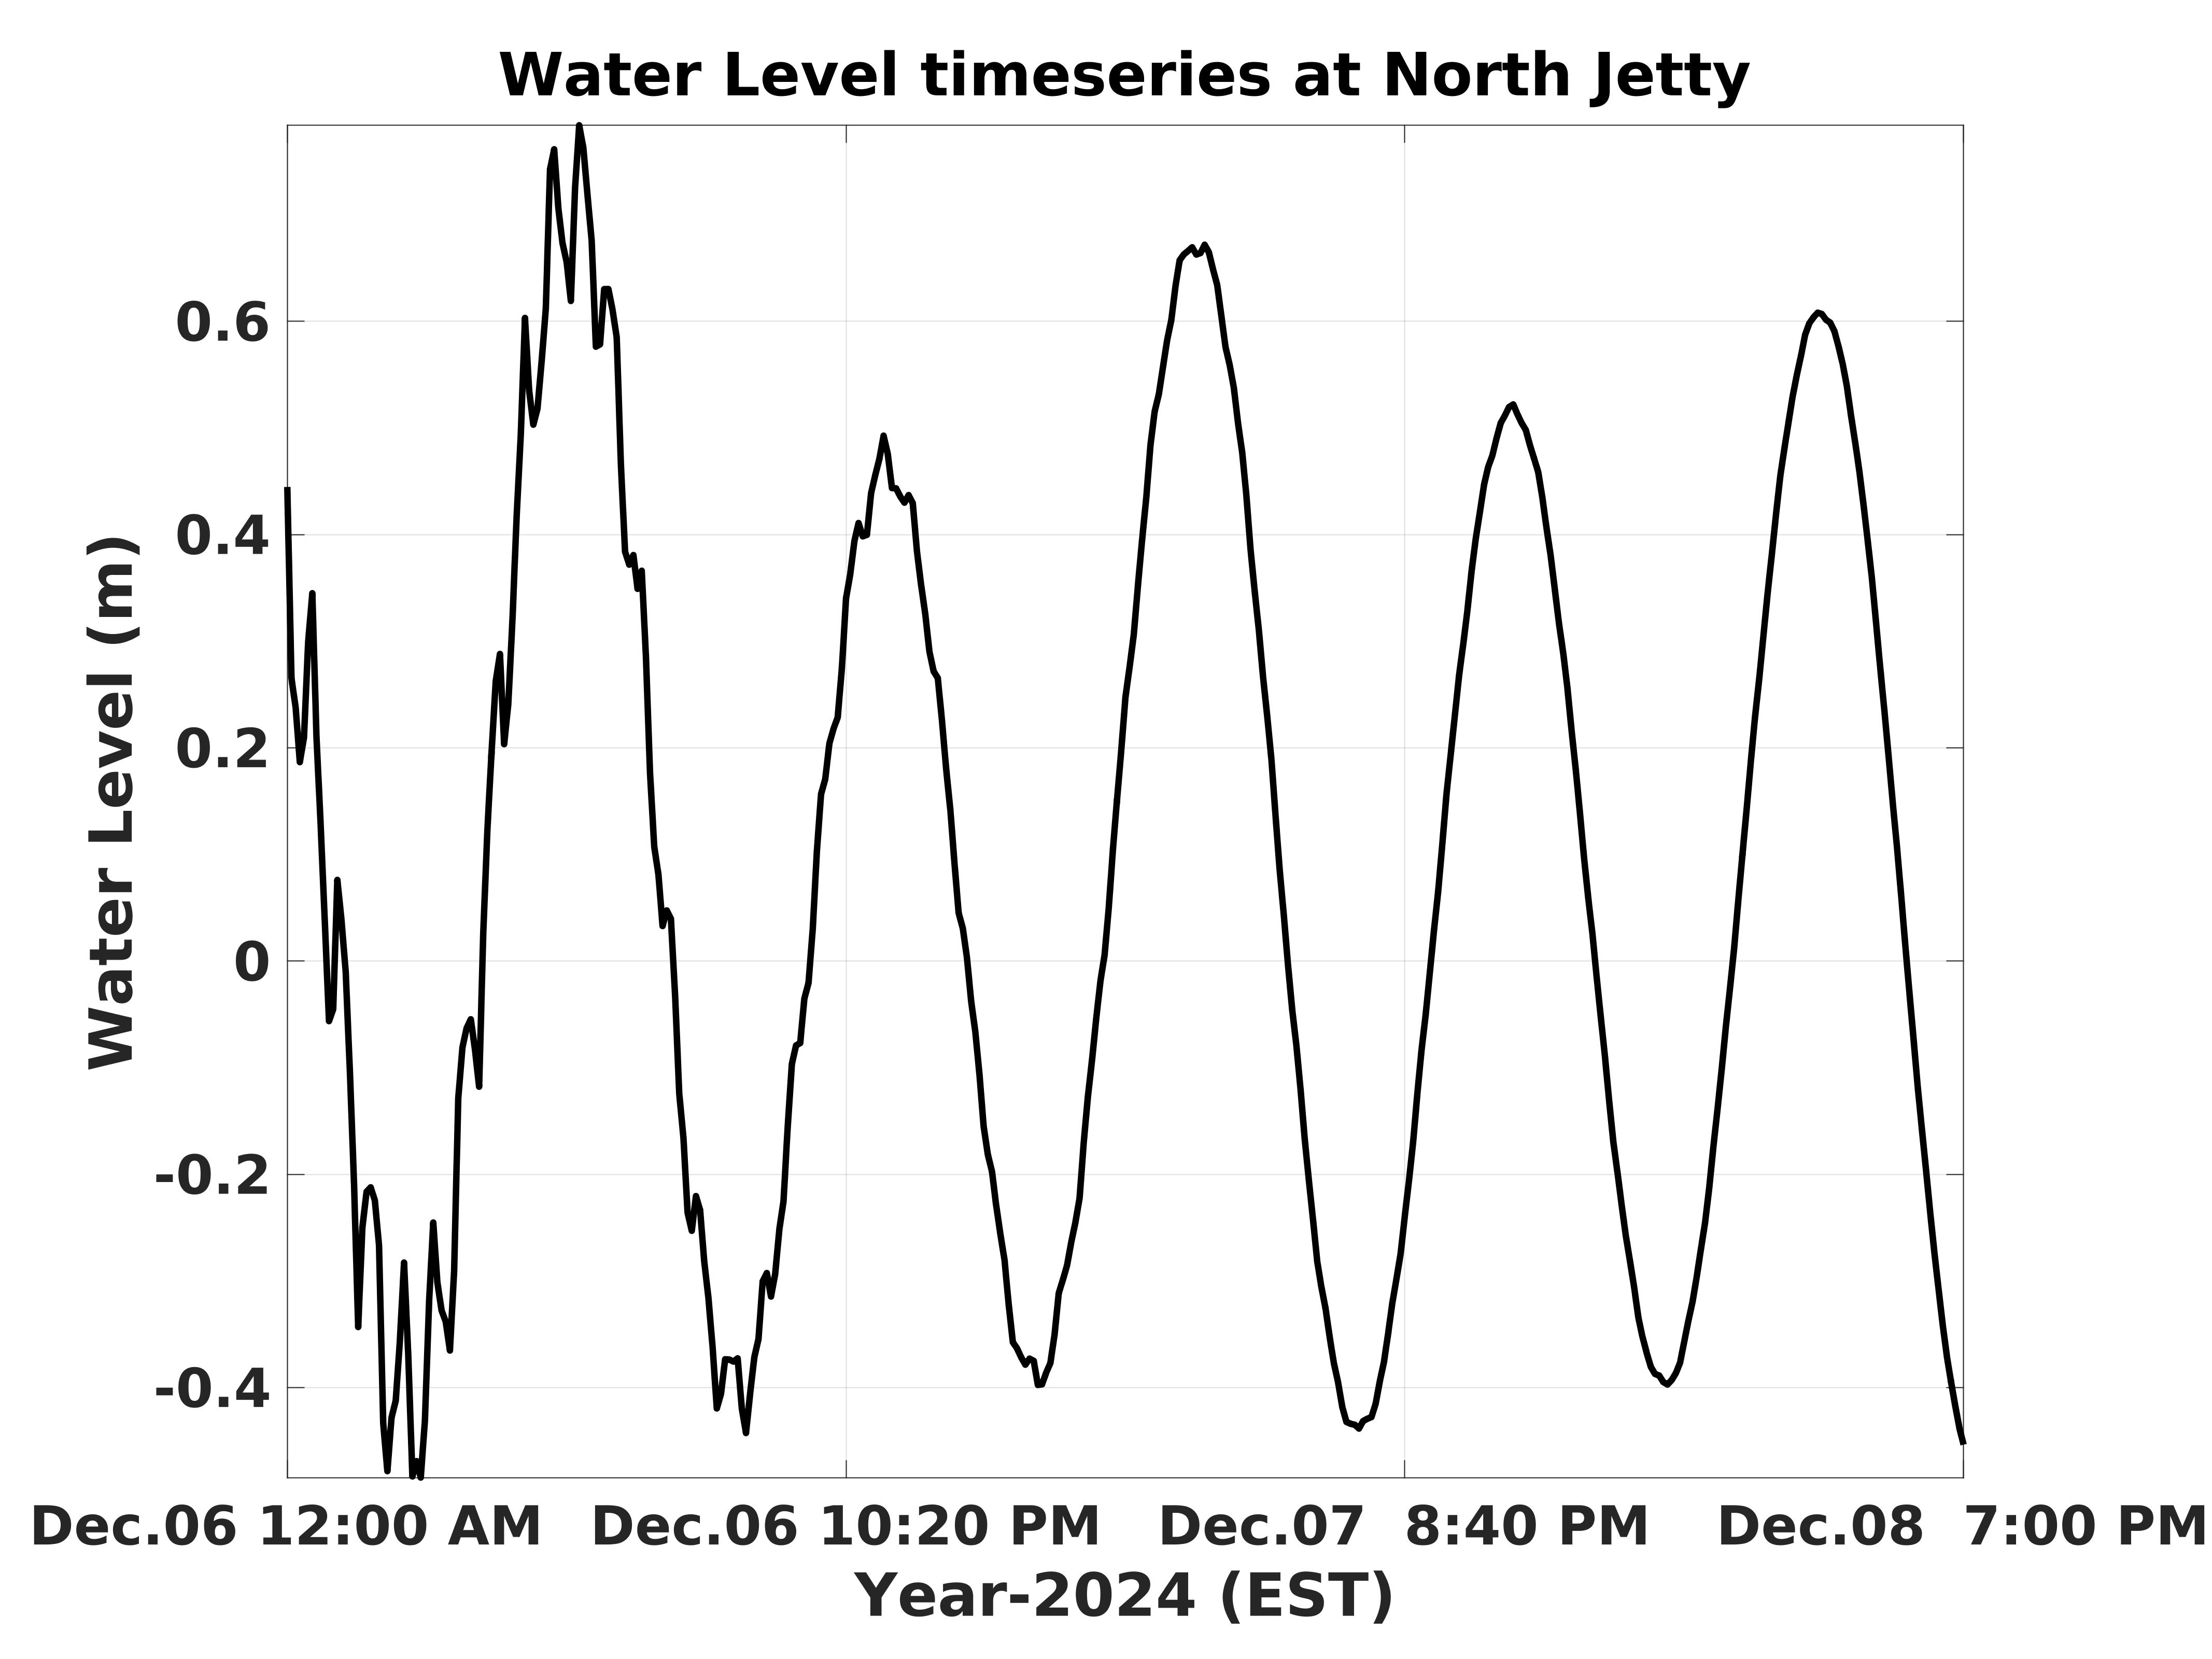 Water Level timeseries at North Jetty
Water Level (m)
0.6
0.4
0.2
0
-0.2
-0.4
Dec.06 12:00 AM Dec.06 10:20 PM Dec.07 8:40 PM Dec.08 7:00 PM
Year-2024 (EST)